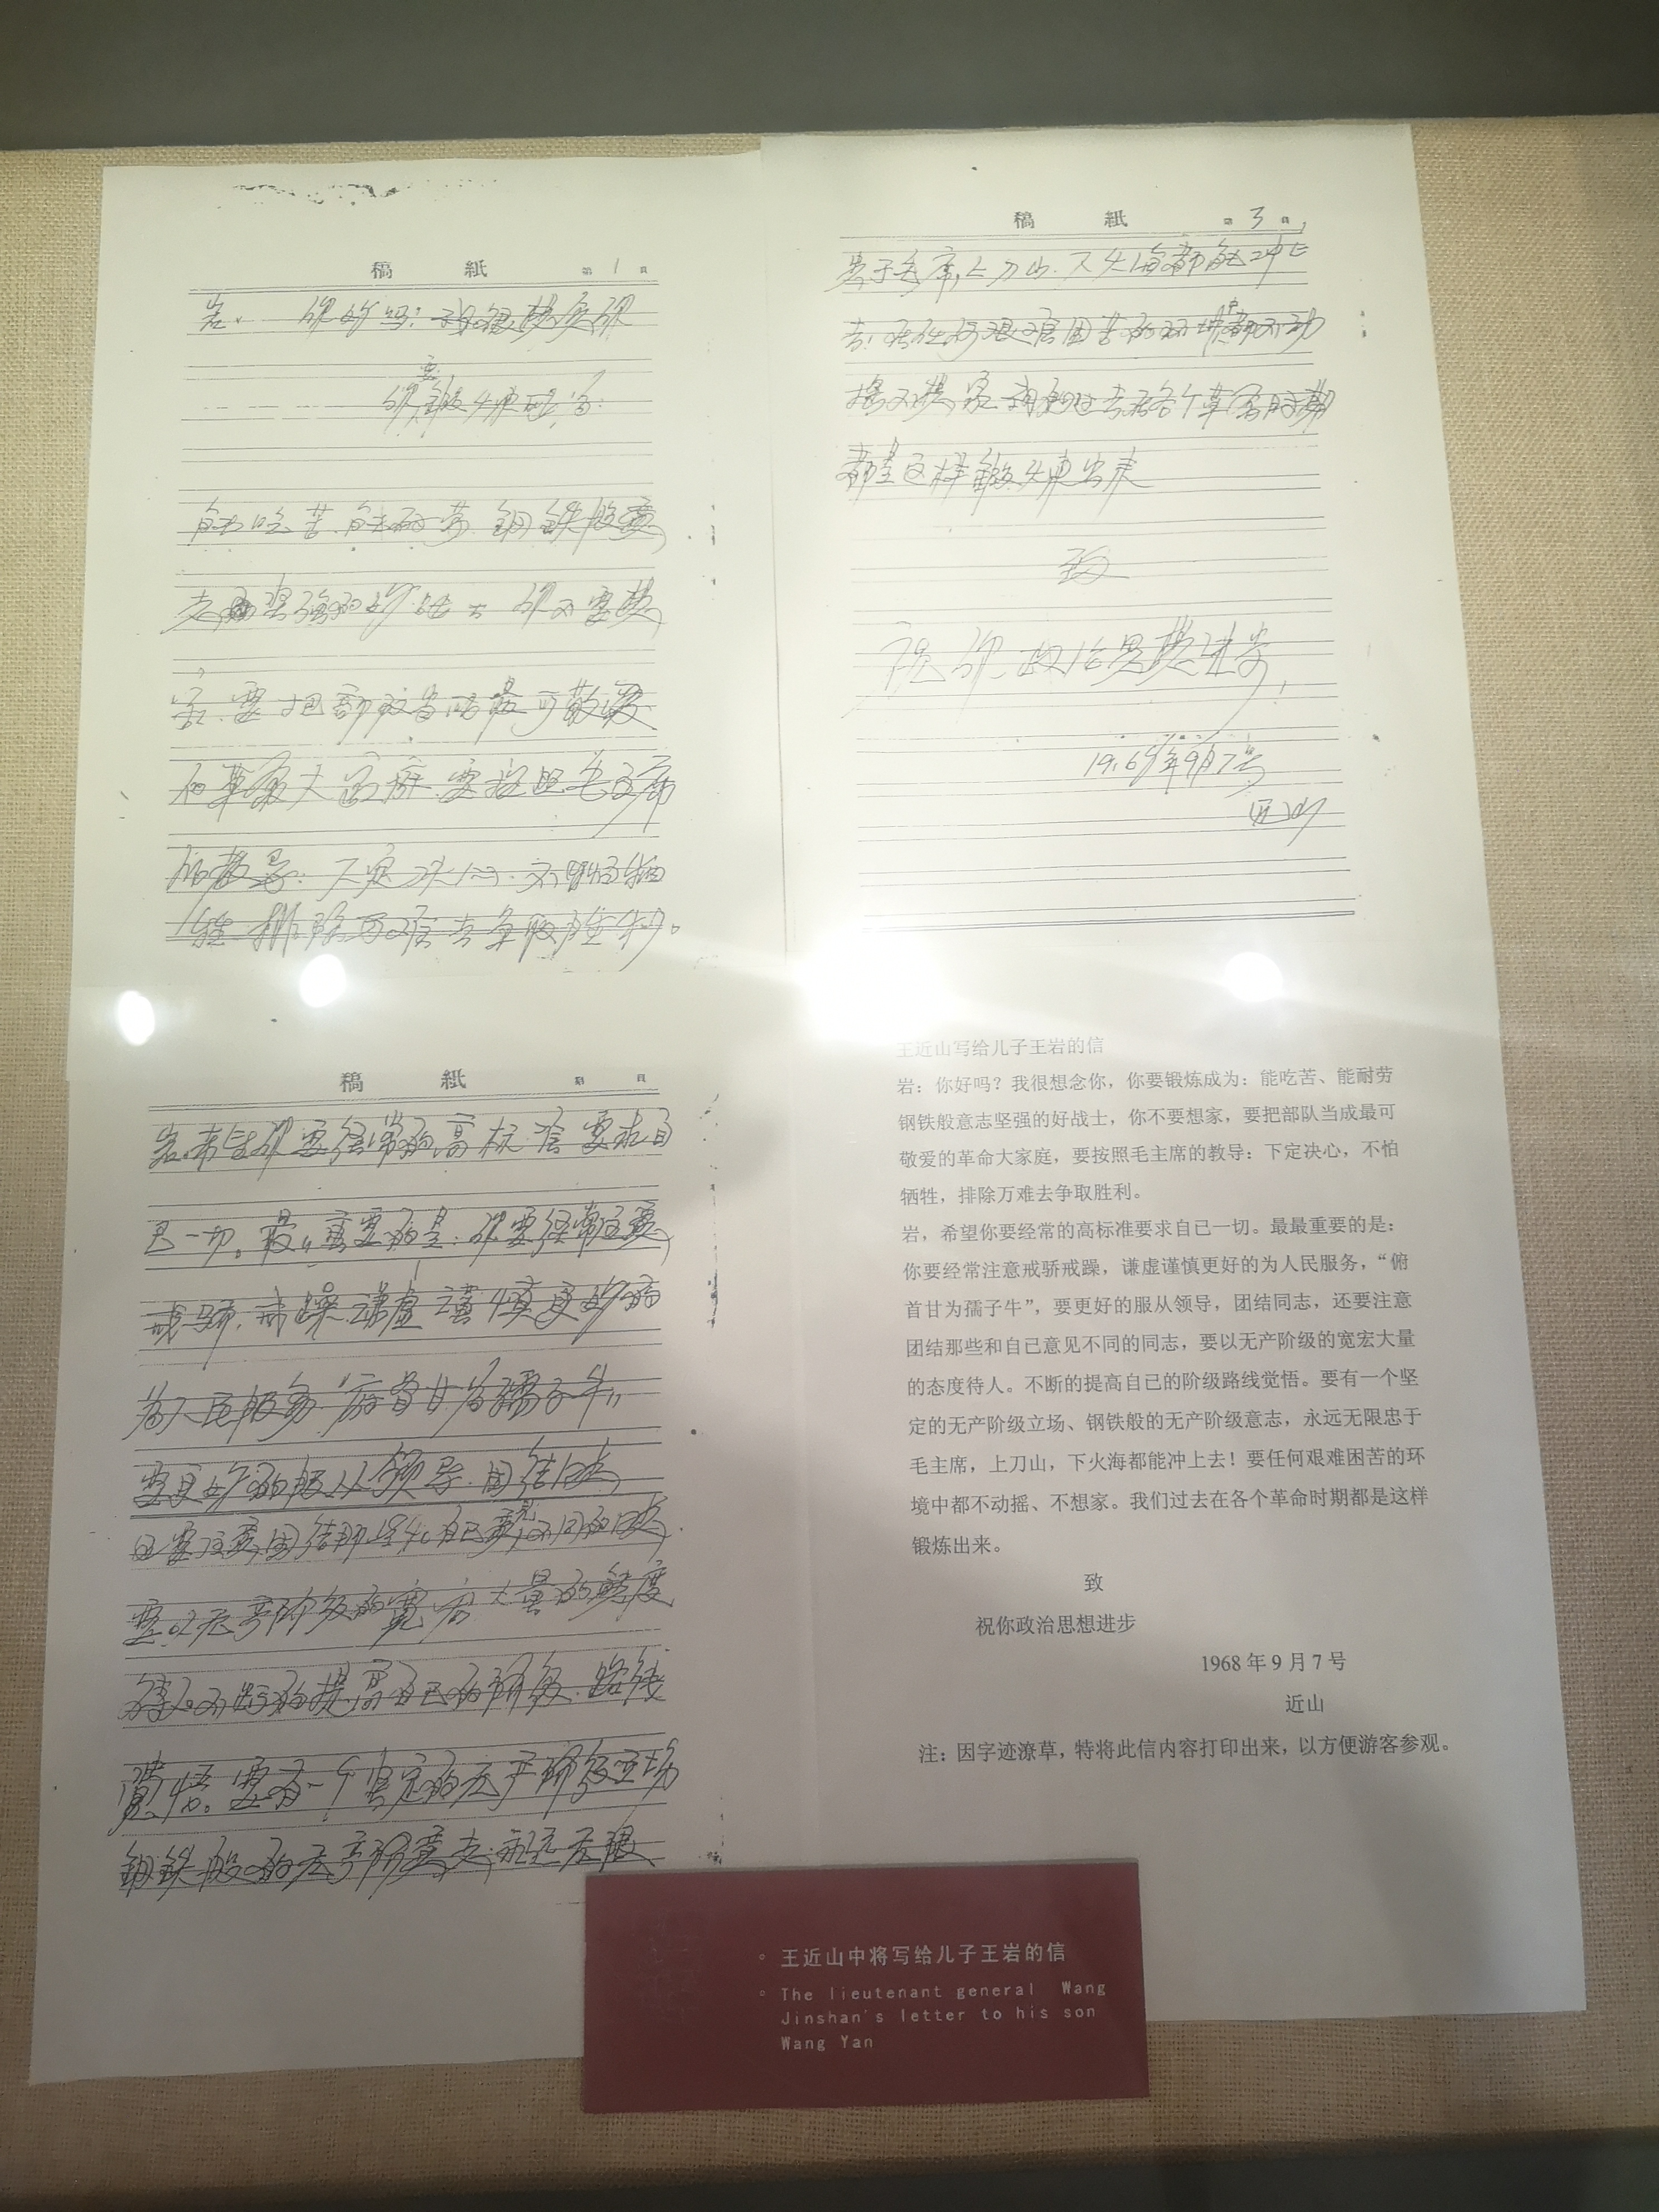 稿 紙 第 1 頁
岩. 你好吗: 我很想念你
你要锻炼成为:
能吃苦.能耐劳 钢铁般意
志 坚强的好战士 你不要想
家.要把部队当成最可敬爱
的革命大家庭.要按照毛主席
的教导:下定决心.不怕牺
牲.排除万难去争取胜利。
稿 紙 第 頁
岩.希望你要经常的高标准要求自
己一切。最最重要的是:你要经常注意
戒骄.戒躁.谦虚谨慎更好的
为人民服务“俯首甘为孺子牛”
要更好的服从领导.团结同志
还要注意团结那些和自己意见不同的同志
要以无产阶级的宽宏大量的态度
待人。不断的提高自己的阶级.路线
觉悟。要有一个坚定的无产阶级立场
钢铁般的无产阶级意志,永远无限
稿 紙 第 3 頁
忠于毛主席,上刀山.下火海都能冲上
去!在任何艰难困苦的环境中都不动
摇不想家 我们过去在各个革命时期
都是这样锻炼出来
致
祝你政治思想进步
1968年9月7号
近山
王近山写给儿子王岩的信
岩:你好吗?我很想念你,你要锻炼成为:能吃苦、能耐劳
钢铁般意志坚强的好战士,你不要想家,要把部队当成最可
敬爱的革命大家庭,要按照毛主席的教导:下定决心,不怕
牺牲,排除万难去争取胜利。
岩,希望你要经常的高标准要求自己一切。最最重要的是:
你要经常注意戒骄戒躁,谦虚谨慎更好的为人民服务,“俯
首甘为孺子牛”,要更好的服从领导,团结同志,还要注意
团结那些和自己意见不同的同志,要以无产阶级的宽宏大量
的态度待人。不断的提高自己的阶级路线觉悟。要有一个坚
定的无产阶级立场、钢铁般的无产阶级意志,永远无限忠于
毛主席,上刀山,下火海都能冲上去!要任何艰难困苦的环
境中都不动摇、不想家。我们过去在各个革命时期都是这样
锻炼出来。
致
祝你政治思想进步
1968 年 9 月 7 号
近山
注:因字迹潦草,特将此信内容打印出来,以方便游客参观。
王近山中将写给儿子王岩的信
The lieutenant general Wang
Jinshan's letter to his son
Wang Yan